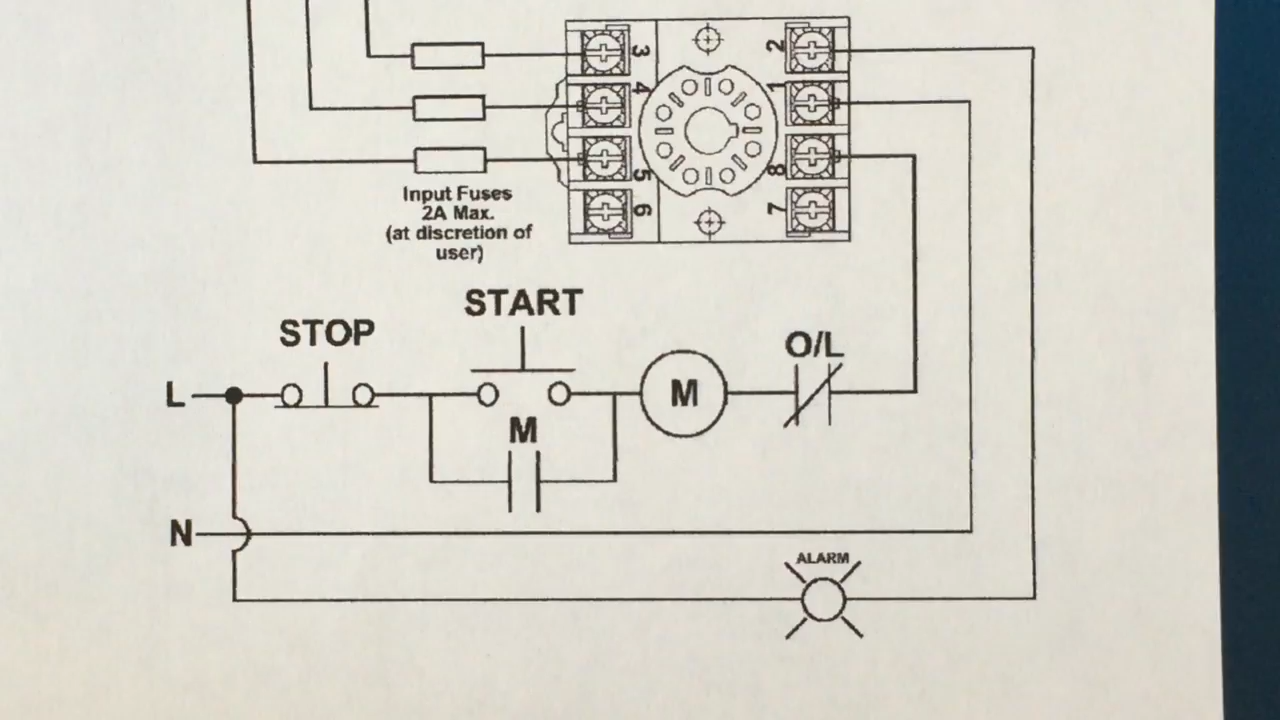 3
2
4
1
5
8
6
7
Input Fuses
2A Max.
(at discretion of
user)
START
STOP
O/L
L
M
M
N
ALARM